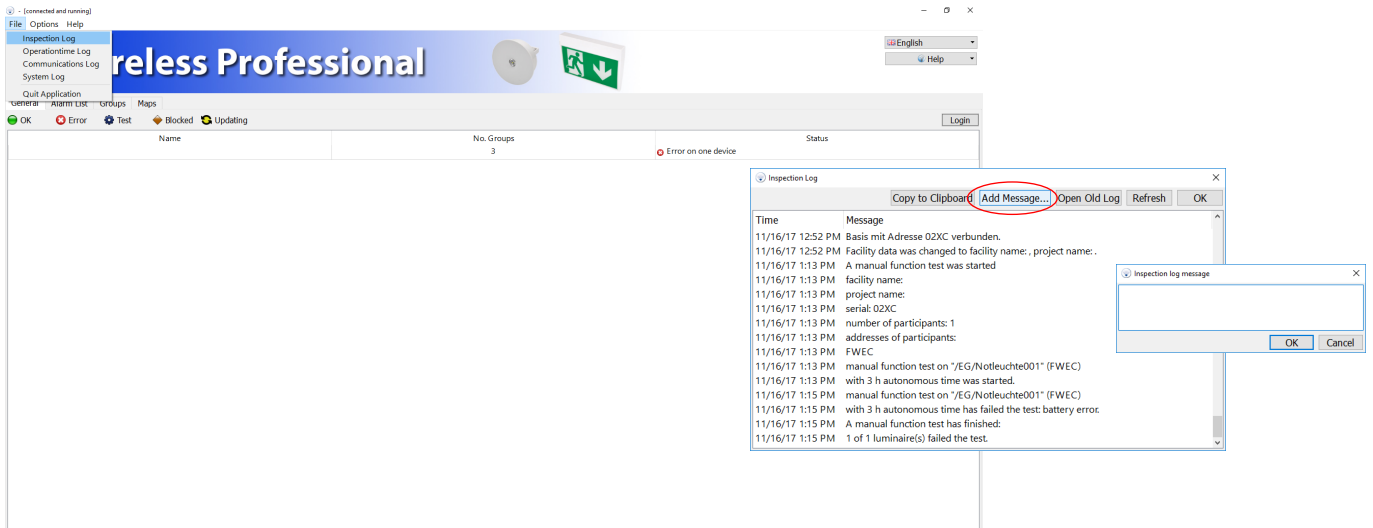 - [connected and running]
File Options Help
Inspection Log
Operationtime Log
Communications Log
System Log
Quit Application
reless Professional
English
Help
General Alarm List Groups Maps
OK Error Test Blocked Updating Login
Name No. Groups Status
3 Error on one device
Inspection Log
Copy to Clipboard Add Message... Open Old Log Refresh OK
Time Message
11/16/17 12:52 PM Basis mit Adresse 02XC verbunden.
11/16/17 12:52 PM Facility data was changed to facility name: , project name: .
11/16/17 1:13 PM A manual function test was started
11/16/17 1:13 PM facility name:
11/16/17 1:13 PM project name:
11/16/17 1:13 PM serial: 02XC
11/16/17 1:13 PM number of participants: 1
11/16/17 1:13 PM addresses of participants:
11/16/17 1:13 PM FWEC
11/16/17 1:13 PM manual function test on "/EG/Notleuchte001" (FWEC)
11/16/17 1:13 PM with 3 h autonomous time was started.
11/16/17 1:15 PM manual function test on "/EG/Notleuchte001" (FWEC)
11/16/17 1:15 PM with 3 h autonomous time has failed the test: battery error.
11/16/17 1:15 PM A manual function test has finished:
11/16/17 1:15 PM 1 of 1 luminaire(s) failed the test.
Inspection log message
OK Cancel